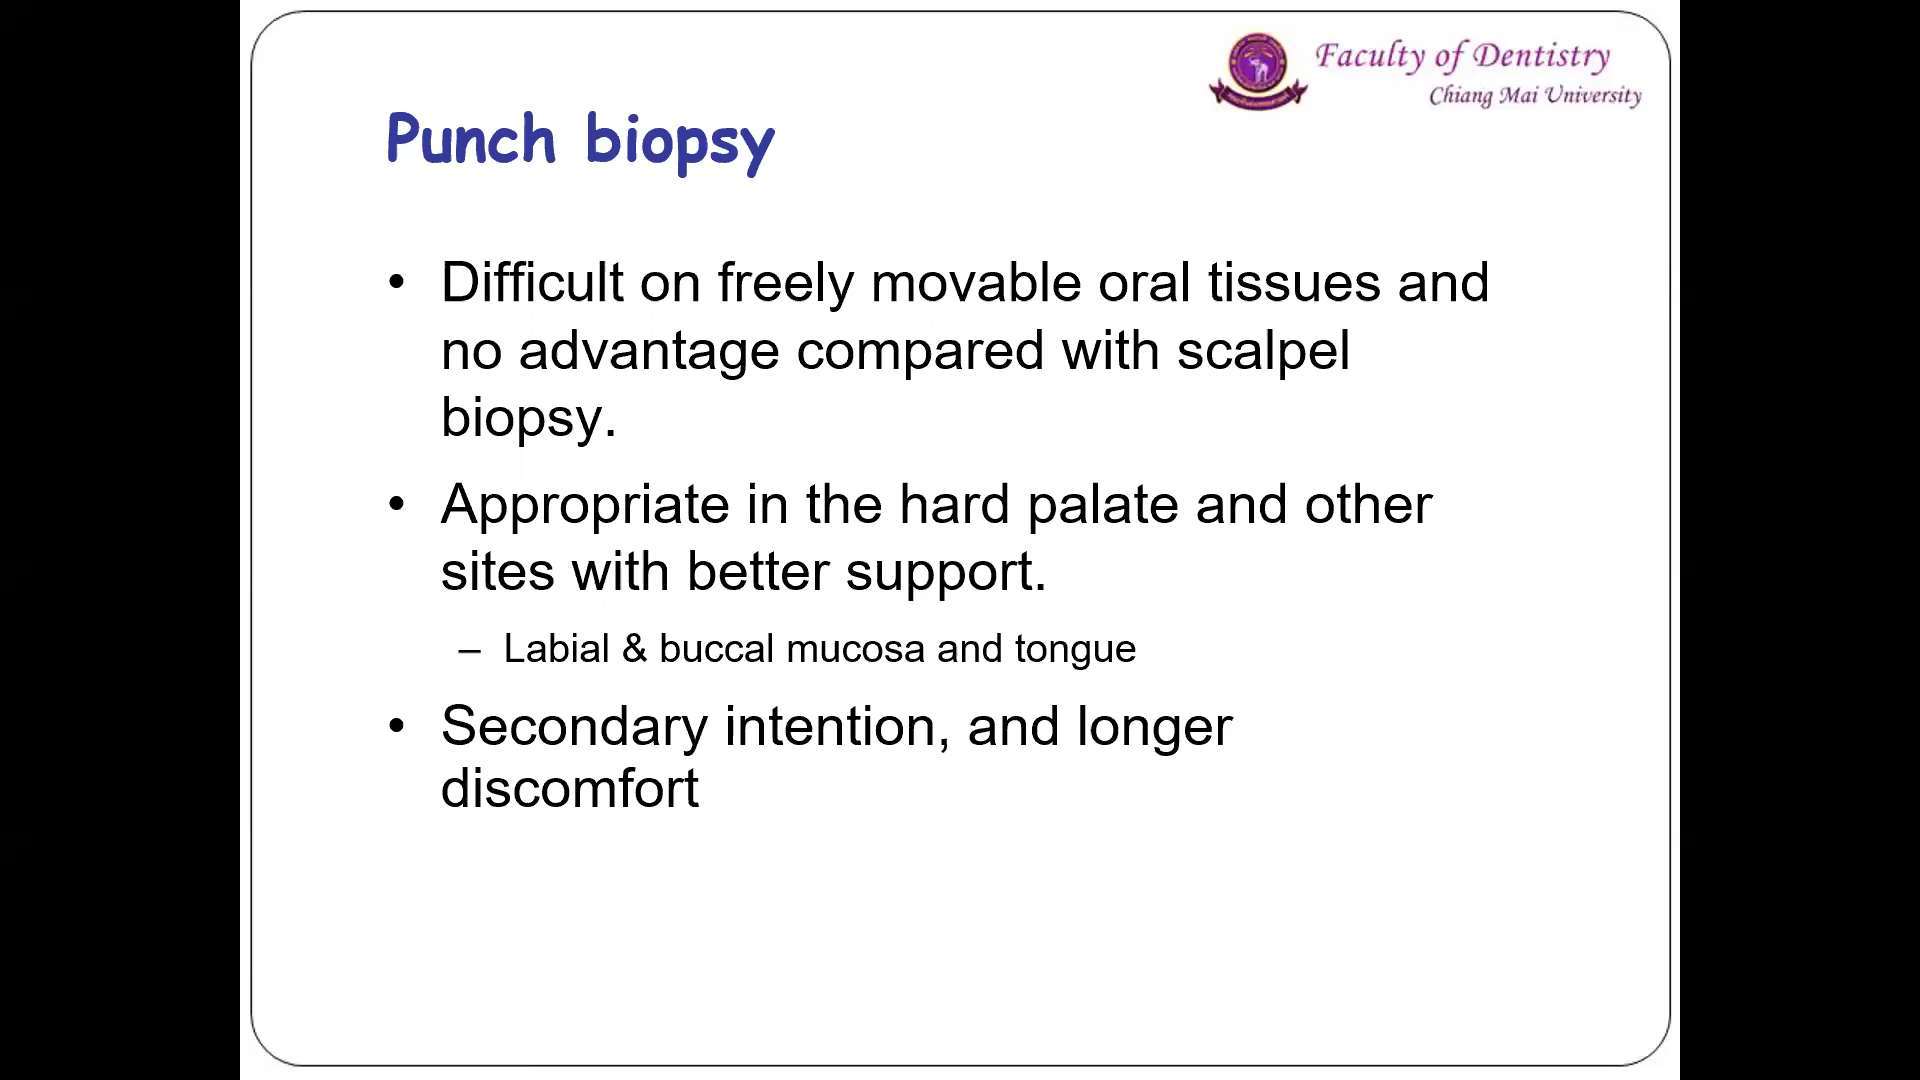 Faculty of Dentistry
Chiang Mai University
Punch biopsy
• Difficult on freely movable oral tissues and
no advantage compared with scalpel
biopsy.
• Appropriate in the hard palate and other
sites with better support.
– Labial & buccal mucosa and tongue
• Secondary intention, and longer
discomfort